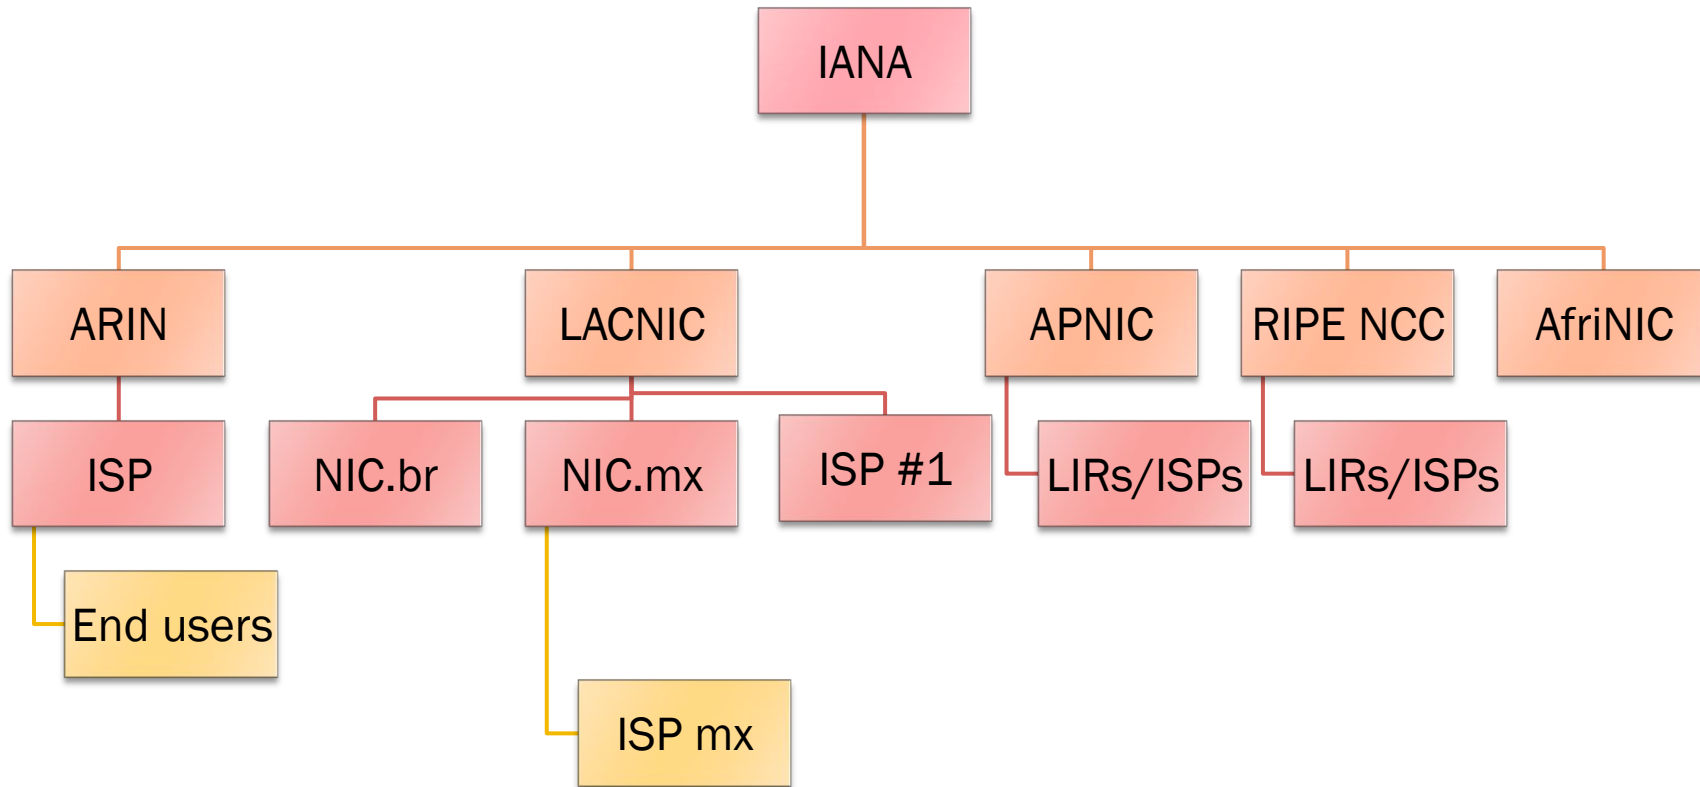 IANA
ARIN
LACNIC
APNIC
RIPE NCC
AfriNIC
ISP
NIC.br
NIC.mx
ISP #1
LIRs/ISPs
LIRs/ISPs
End users
ISP mx